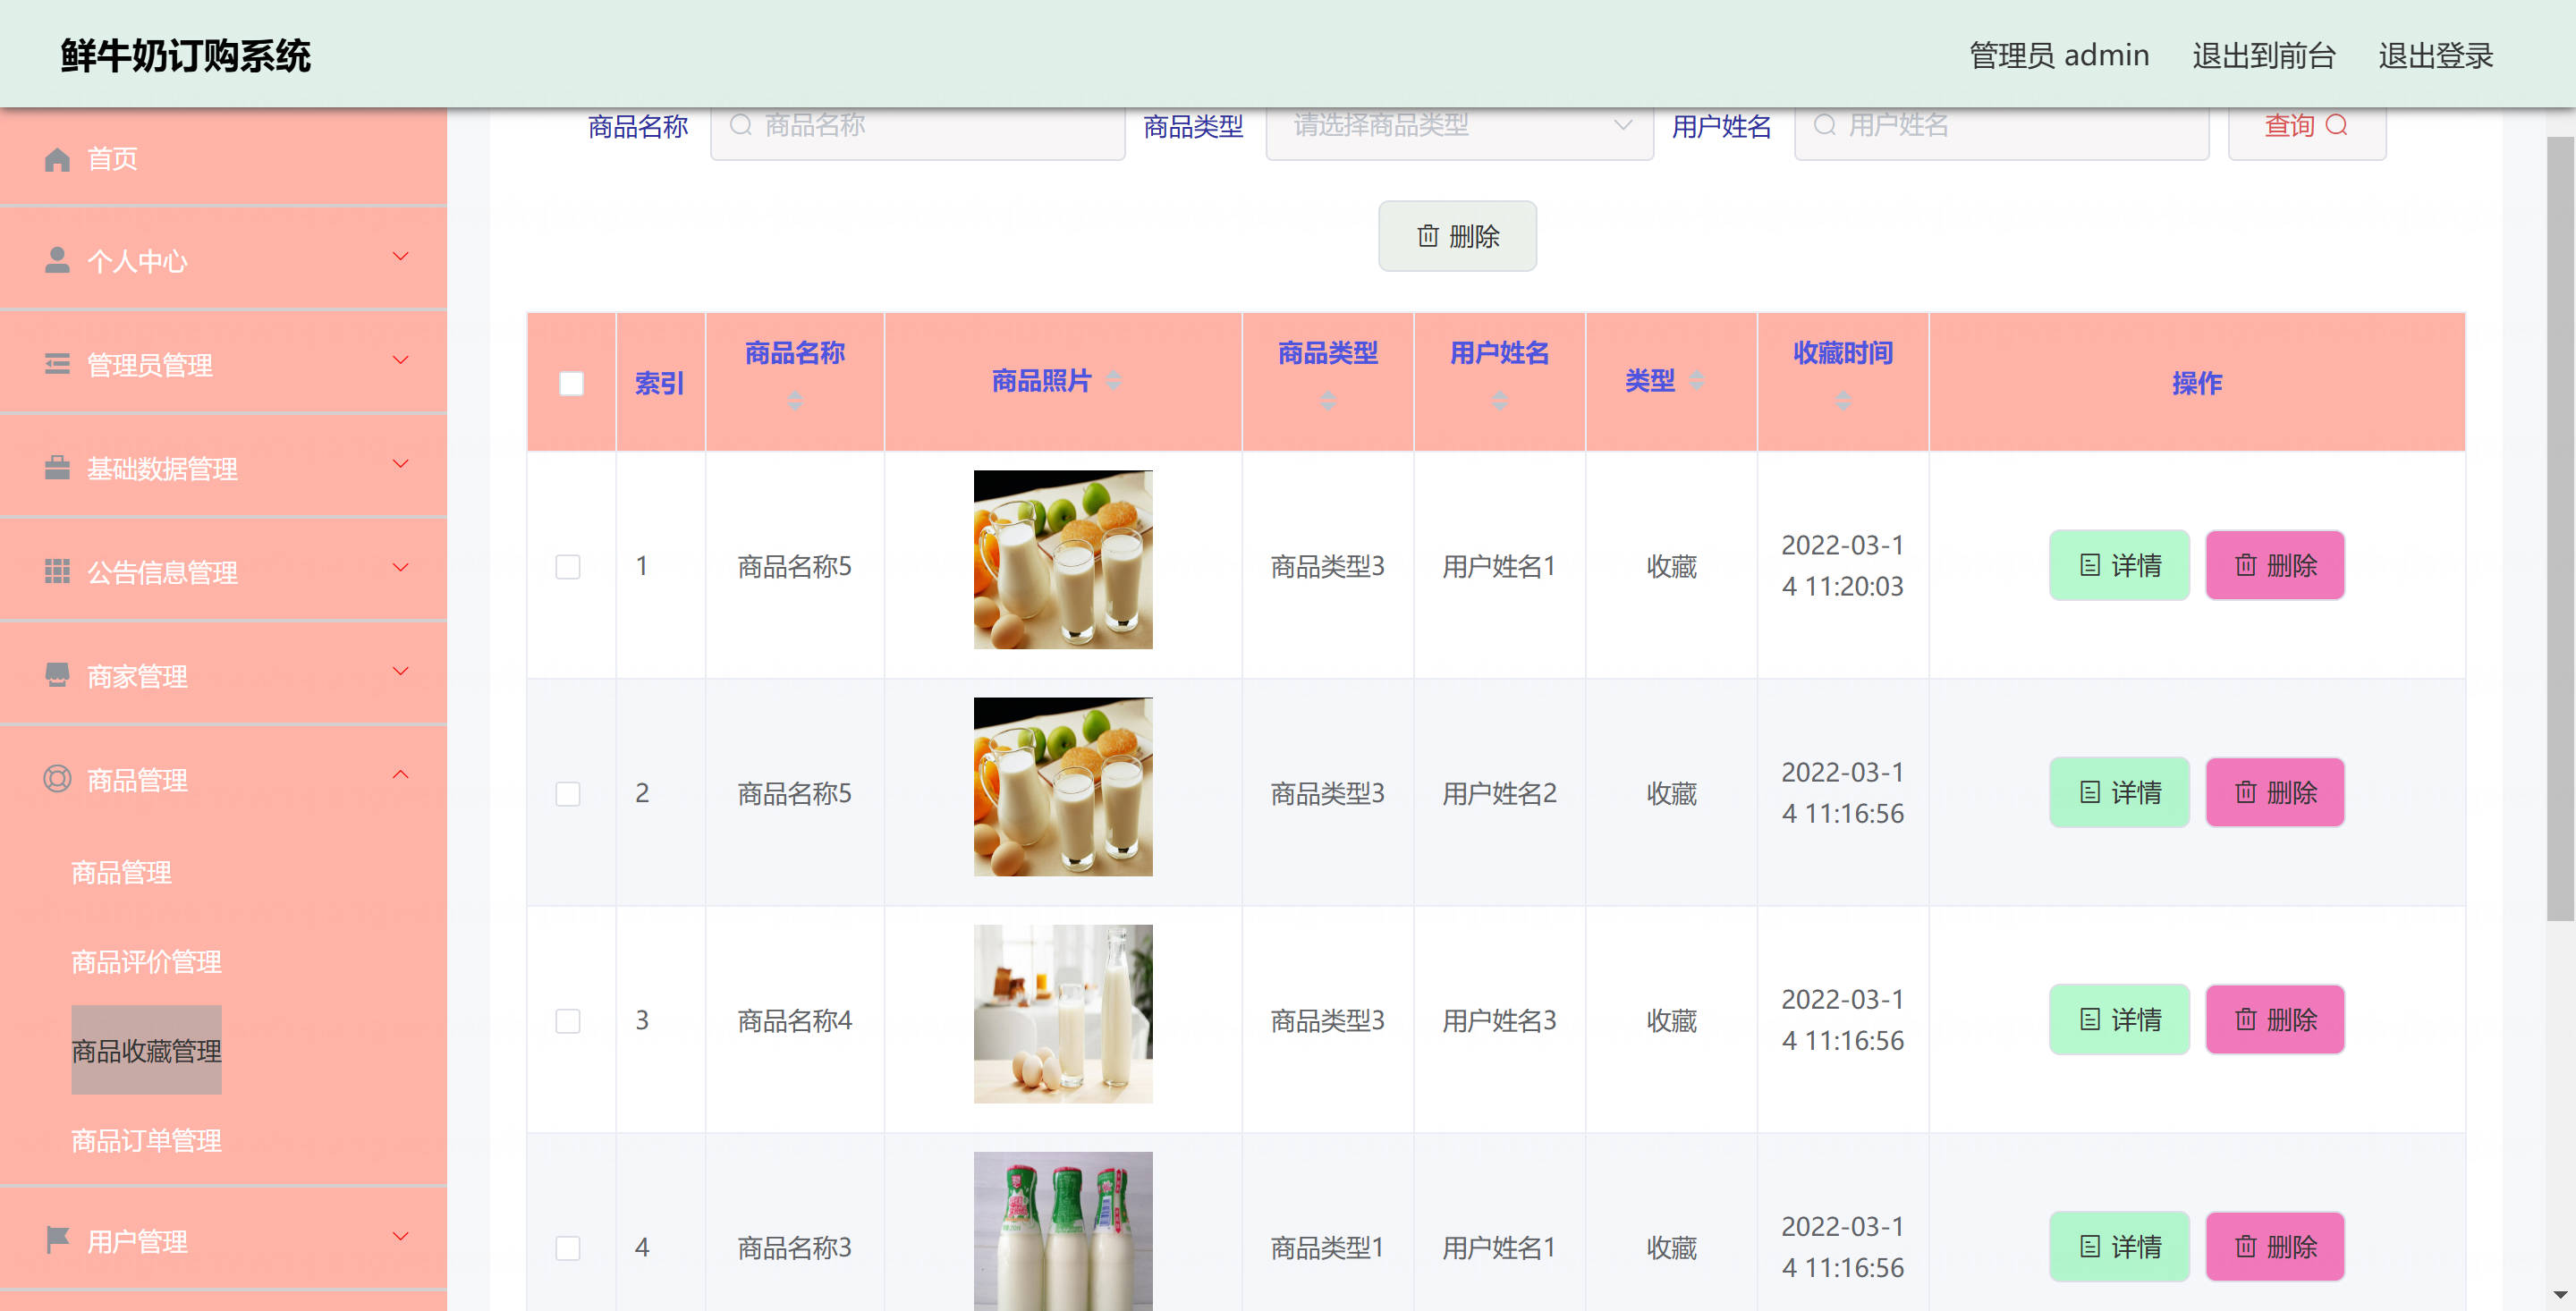 鲜牛奶订购系统
管理员 admin 退出到前台 退出登录
首页
个人中心
管理员管理
基础数据管理
公告信息管理
商家管理
商品管理
商品管理
商品评价管理
商品收藏管理
商品订单管理
用户管理
商品名称 商品名称 商品类型 请选择商品类型 用户姓名 用户姓名 查询
删除
索引 商品名称 商品照片 商品类型 用户姓名 类型 收藏时间 操作
1 商品名称5 商品类型3 用户姓名1 收藏 2022-03-1
4 11:20:03 详情 删除
2 商品名称5 商品类型3 用户姓名2 收藏 2022-03-1
4 11:16:56 详情 删除
3 商品名称4 商品类型3 用户姓名3 收藏 2022-03-1
4 11:16:56 详情 删除
4 商品名称3 商品类型1 用户姓名1 收藏 2022-03-1
4 11:16:56 详情 删除